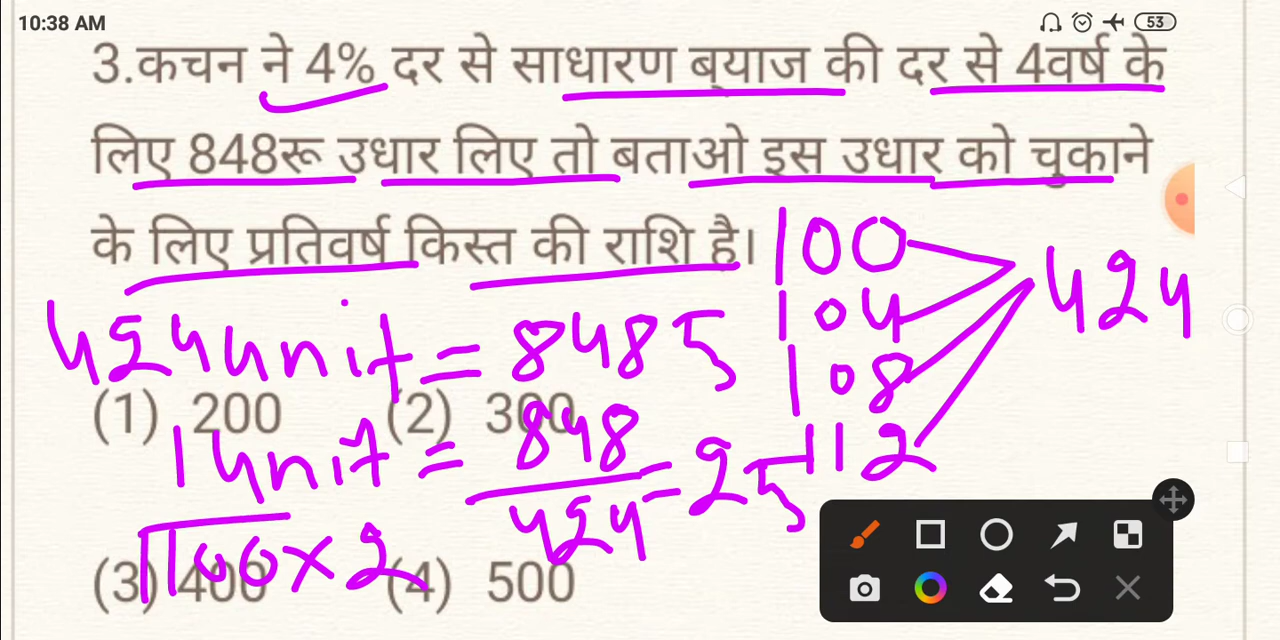 10:38 AM 53
3.कचन ने 4% दर से साधारण ब्याज की दर से 4वर्ष के
लिए 848रू उधार लिए तो बताओ इस उधार को चुकाने
के लिए प्रतिवर्ष किस्त की राशि है।
100
104
108
112
424
424unit = 8485
(1) 200 (2) 300
1unit = 848/424 = 25
(3) 400 (4) 500
100×2